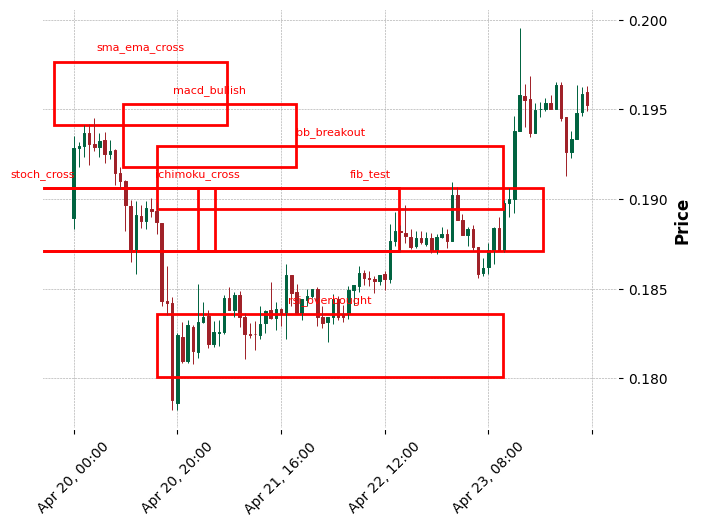 0.200
sma_ema_cross
macd_bullish
0.195
bb_breakout
stoch_cross
chimoku_cross
fib_test
0.190
Price
0.185
rsi_overbought
0.180
Apr 20, 00:00
Apr 20, 20:00
Apr 21, 16:00
Apr 22, 12:00
Apr 23, 08:00